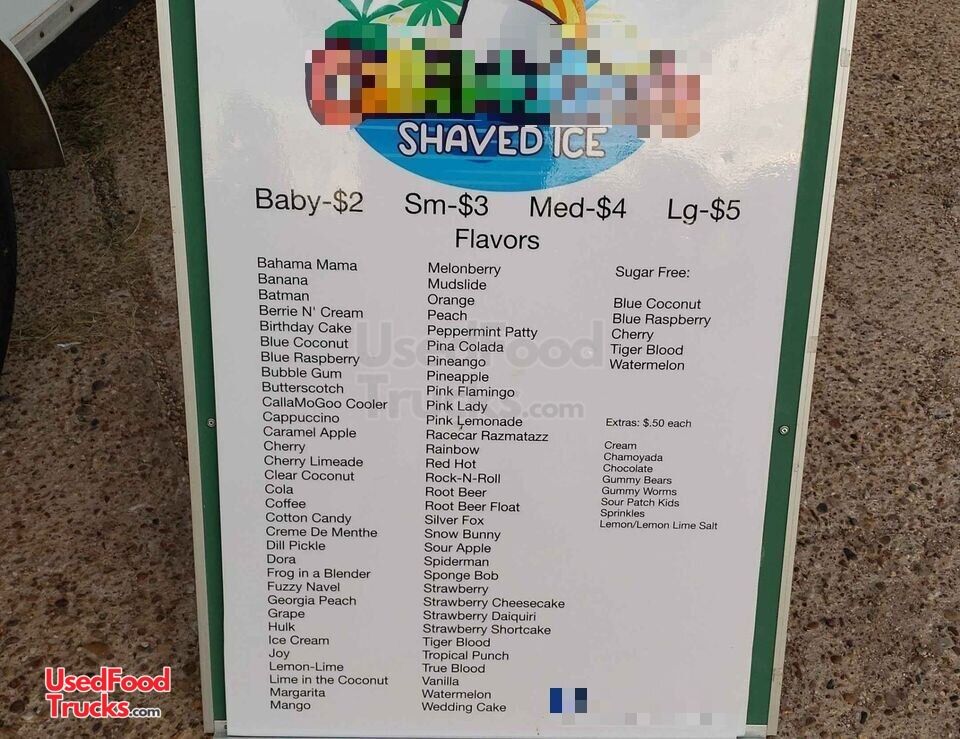 SHAVED ICE
Baby-$2 Sm-$3 Med-$4 Lg-$5
Flavors
Bahama Mama
Banana
Batman
Berrie N' Cream
Birthday Cake
Blue Coconut
Blue Raspberry
Bubble Gum
Butterscotch
CallaMoGoo Cooler
Cappuccino
Caramel Apple
Cherry
Cherry Limeade
Clear Coconut
Cola
Coffee
Cotton Candy
Creme De Menthe
Dill Pickle
Dora
Frog in a Blender
Fuzzy Navel
Georgia Peach
Grape
Hulk
Ice Cream
Joy
Lemon-Lime
Lime in the Coconut
Margarita
Mango
Melonberry
Mudslide
Orange
Peach
Peppermint Patty
Pina Colada
Pineango
Pineapple
Pink Flamingo
Pink Lady
Pink Lemonade
Racecar Razmatazz
Rainbow
Red Hot
Rock-N-Roll
Root Beer
Root Beer Float
Silver Fox
Snow Bunny
Sour Apple
Spiderman
Sponge Bob
Strawberry
Strawberry Cheesecake
Strawberry Daiquiri
Strawberry Shortcake
Tiger Blood
Tropical Punch
True Blood
Vanilla
Watermelon
Wedding Cake
Sugar Free:
Blue Coconut
Blue Raspberry
Cherry
Tiger Blood
Watermelon
Extras: $.50 each
Cream
Chamoyada
Chocolate
Gummy Bears
Gummy Worms
Sour Patch Kids
Sprinkles
Lemon/Lemon Lime Salt
UsedFood
Trucks.com
UsedFood
Trucks.com